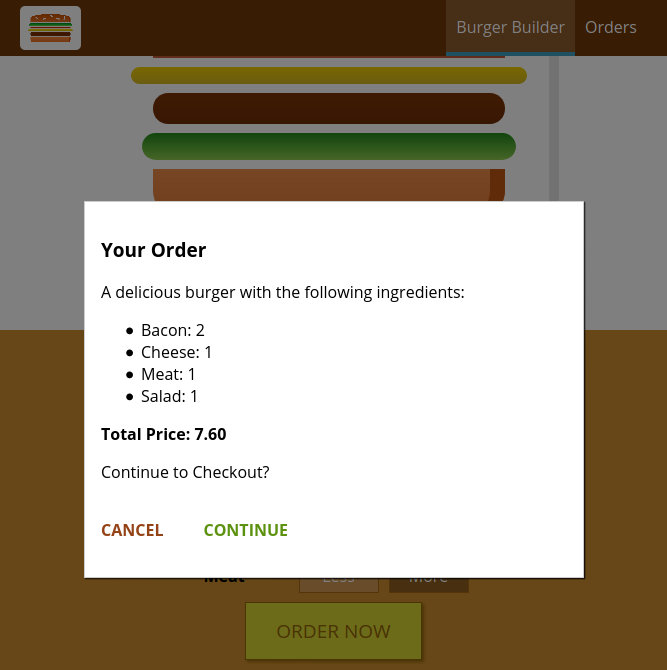 Burger Builder Orders
Your Order
A delicious burger with the following ingredients:
● Bacon: 2
● Cheese: 1
● Meat: 1
● Salad: 1
Total Price: 7.60
Continue to Checkout?
CANCEL CONTINUE
Meat Less More
ORDER NOW